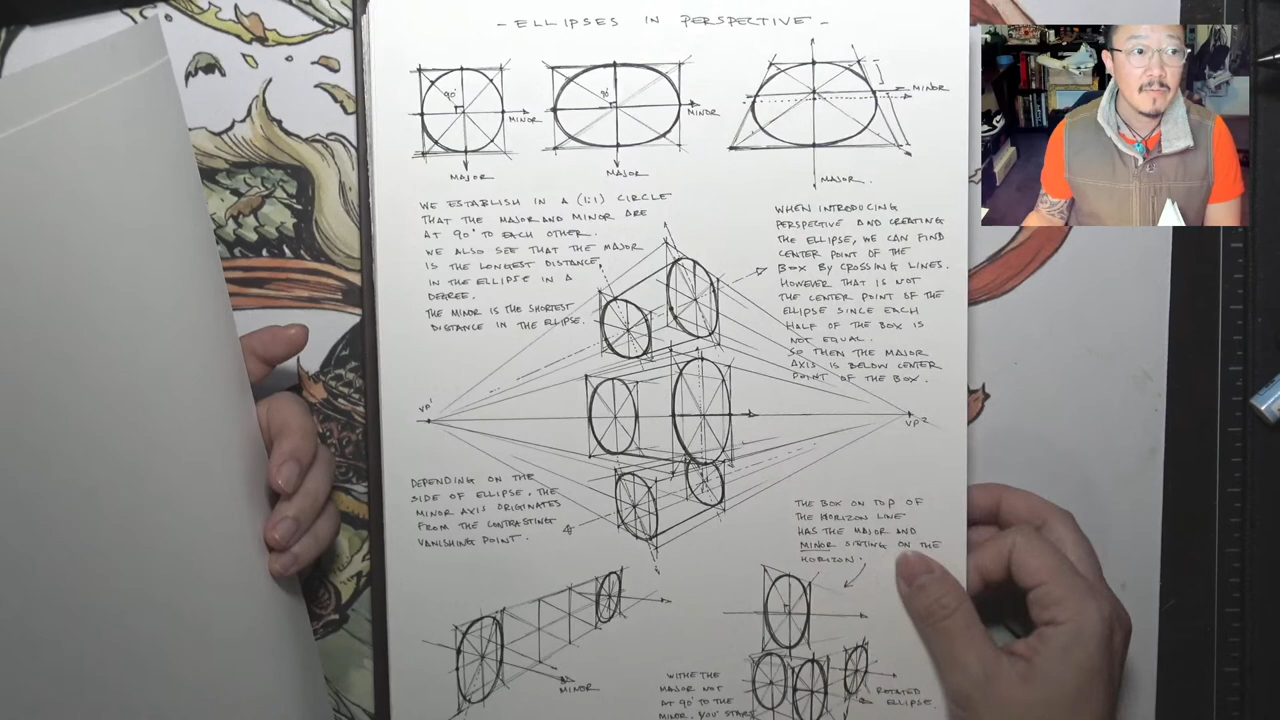 - ELLIPSES IN PERSPECTIVE -
90°
MINOR
MAJOR
90°
MINOR
MAJOR
MINOR
MAJOR.
WE ESTABLISH IN A (1:1) CIRCLE
THAT THE MAJOR AND MINOR ARE
AT 90° TO EACH OTHER.
WE ALSO SEE THAT THE MAJOR
IS THE LONGEST DISTANCE
IN THE ELLIPSE IN A
DEGREE.
THE MINOR IS THE SHORTEST
DISTANCE IN THE ELLIPSE.
WHEN INTRODUCING
PERSPECTIVE AND CREATING
THE ELLIPSE, WE CAN FIND
CENTER POINT OF THE
BOX BY CROSSING LINES.
HOWEVER THAT IS NOT
THE CENTER POINT OF THE
ELLIPSE SINCE EACH
HALF OF THE BOX IS
NOT EQUAL.
SO THEN THE MAJOR
AXIS IS BELOW CENTER
POINT OF THE BOX.
VP1
VP2
DEPENDING ON THE
SIDE OF ELLIPSE, THE
MINOR AXIS ORIGINATES
FROM THE CONTRASTING
VANISHING POINT.
THE BOX ON TOP OF
THE HORIZON LINE
HAS THE MAJOR AND
MINOR SITTING ON THE
HORIZON.
MINOR
WITH THE
MAJOR NOT
AT 90° TO THE
MINOR, YOU START
ROTATED
ELLIPSE.